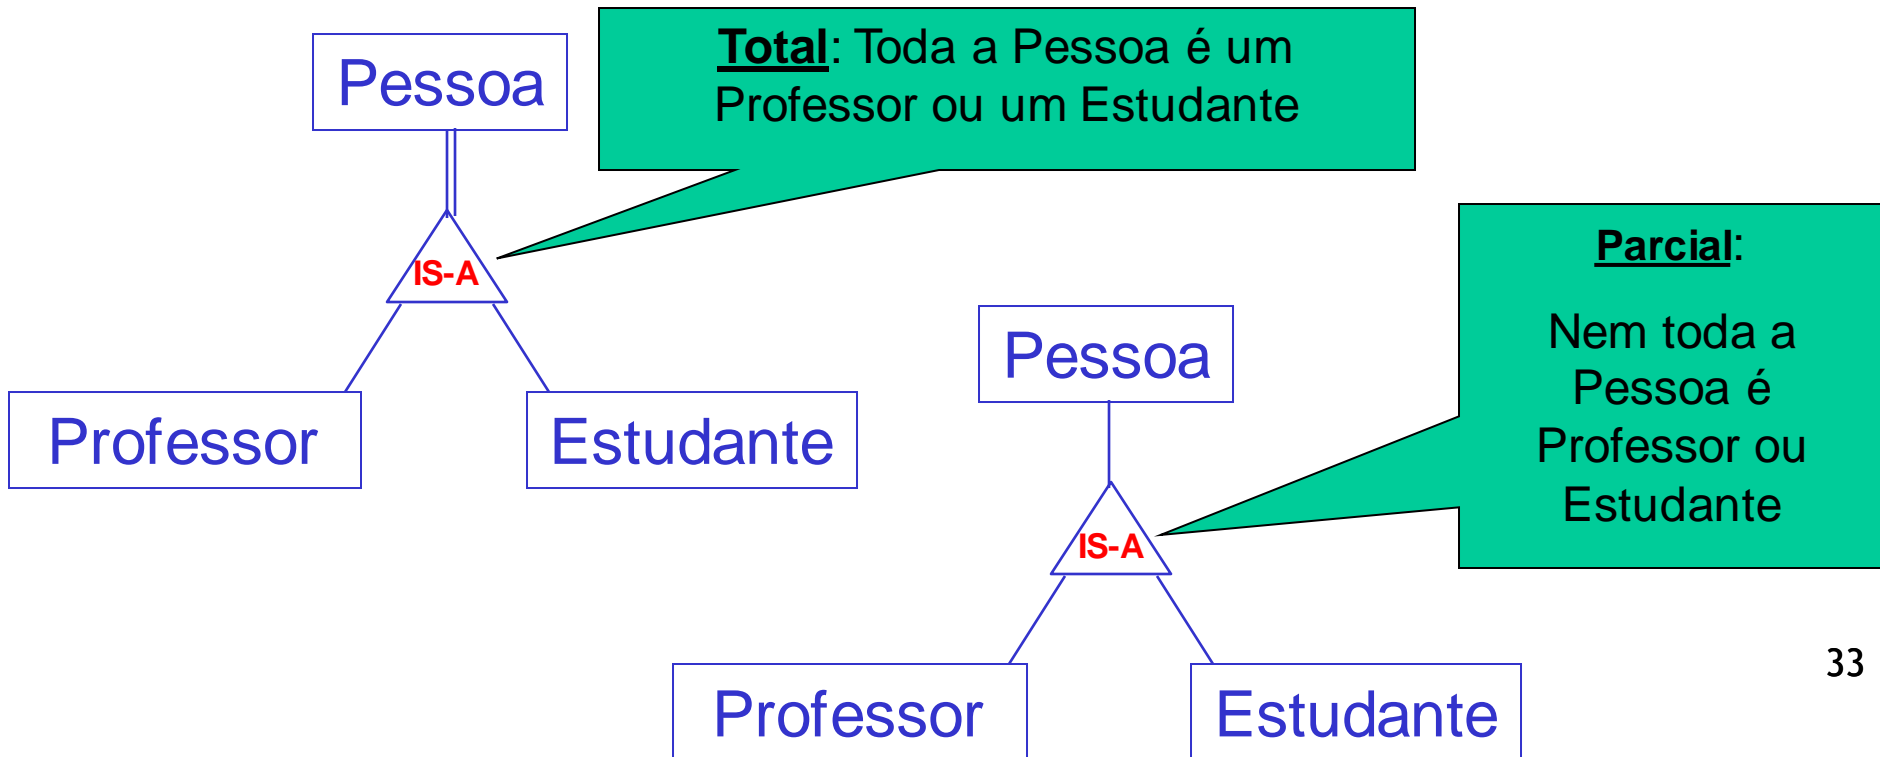 Pessoa
Total: Toda a Pessoa é um
Professor ou um Estudante
IS-A
Professor
Estudante
Parcial:
Nem toda a
Pessoa é
Professor ou
Estudante
Pessoa
IS-A
Professor
Estudante
33